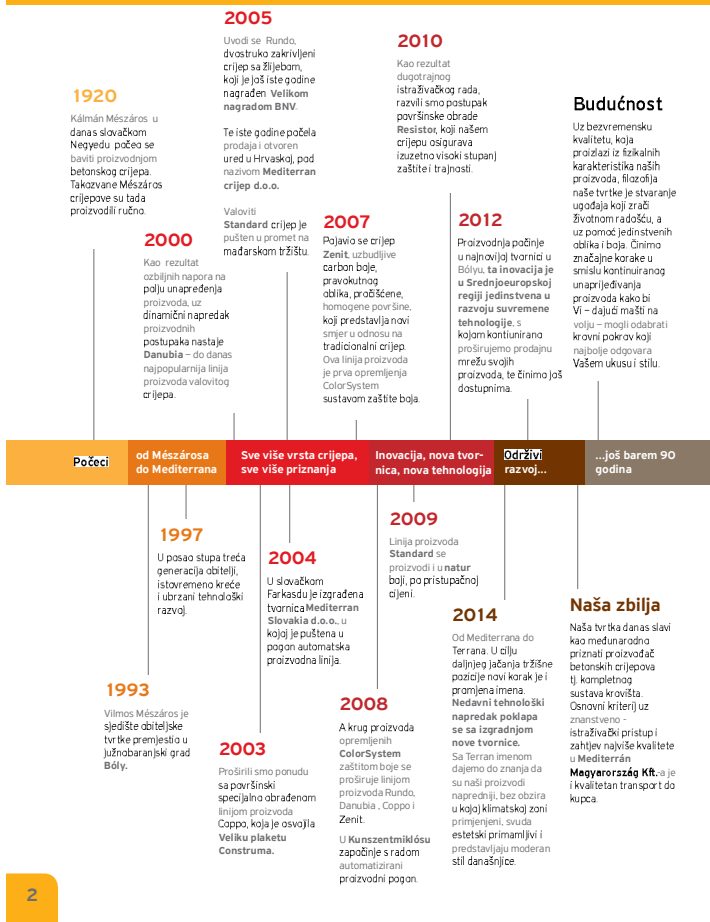 2005
Uvodi se Rundo,
dvostruko zakrivljeni
crijep sa žlijebom,
koji je još iste godine
nagrađen Velikom
nagradom BNV.
Te iste godine počela
prodaja i otvoren
ured u Hrvaskoj, pod
nazivom Mediterran
crijep d.o.o.
Valoviti
Standard crijep je
pušten u promet na
mađarskom tržištu.
2010
Kao rezultat
dugotrajnog
istraživačkog rada,
razvili smo postupak
površinske obrade
Resistor, koji našem
crijepu osigurava
izuzetno visoki stupanj
zaštite i trajnosti.
1920
Kálmán Mészáros u
danas slovačkom
Negyedu počeo se
baviti proizvodnjom
betonskog crijepa.
Takozvane Mészáros
crijepove su tada
proizvodili ručno.
Budućnost
Uz bezvremensku
kvalitetu, koja
proizlazi iz fizikalnih
karakteristika naših
proizvoda, filozofija
naše tvrtke je stvaranje
ugođaja koji zrači
životnom radošću, a
uz pomoć jedinstvenih
oblika i boja. Činimo
značajne korake u
smislu kontinuiranog
unaprijeđivanja
proizvoda kako bi
Vi – dajući mašti na
volju – mogli odabrati
krovni pokrov koji
najbolje odgovara
Vašem ukusu i stilu.
2000
Kao rezultat
ozbiljnih napora na
polju unapređenja
proizvoda, uz
dinamični napredak
proizvodnih
postupaka nastaje
Danubia – do danas
najpopularnija linija
proizvoda valovitog
crijepa.
2007
Pojavio se crijep
Zenit, uzbudljive
carbon boje,
pravokutnog
oblika, pročišćene,
homogene površine,
koji predstavlja novi
smjer u odnosu na
tradicionalni crijep.
Ova linija proizvoda
je prva opremljenja
ColorSystem
sustavom zaštite boja.
2012
Proizvodnja počinje
u najnovijoj tvornici u
Bólyu, ta inovacija je
u Srednjoeuropskoj
regiji jedinstvena u
razvoju suvremene
tehnologije, s
kojom kontiunirano
proširujemo prodajnu
mrežu svojih
proizvoda, te činimo još
dostupnima.
Počeci
od Mészárosa
do Mediterrana
Sve više vrsta crijepa,
sve više priznanja
Inovacija, nova tvor-
nica, nova tehnologija
Održivi
razvoj...
...još barem 90
godina
1997
U posao stupa treća
generacija obitelji,
istovremeno kreće
i ubrzani tehnološki
razvoj.
2004
U slovačkom
Farkasdu je izgrađena
tvornica Mediterran
Slovakia d.o.o., u
kojoj je puštena u
pogon automatska
proizvodna linija.
2009
Linija proizvoda
Standard se
proizvodi i u natur
boji, po pristupačnoj
cijeni.
2014
Od Mediterrana do
Terrana. U cilju
daljnjeg jačanja tržišne
pozicije novi korak je i
promjena imena.
Nedavni tehnološki
napredak poklapa
se sa izgradnjom
nove tvornice.
Sa Terran imenom
dajemo do znanja da
su naši proizvodi
napredniji, bez obzira
u kojoj klimatskoj zoni
primjenjeni, svuda
estetski primamljivi i
predstavljaju moderan
stil današnjice.
Naša zbilja
Naša tvrtka danas slavi
kao međunarodno
priznati proizvođač
betonskih crijepova
tj. kompletnog
sustava krovišta.
Osnovni kriterij uz
znanstveno -
istraživački pristup i
zahtjev najviše kvalitete
u Mediterrán
Magyarország Kft.-a je
i kvalitetan transport do
kupca.
1993
Vilmos Mészáros je
sjedište obiteljske
tvrtke premjestio u
južnobaranjski grad
Bóly.
2003
Proširili smo ponudu
sa površinski
specijalno obrađenom
linijom proizvoda
Coppo, koja je osvojila
Veliku plaketu
Construma.
2008
A krug proizvoda
opremljenih
ColorSystem
zaštitom boje se
proširuje linijom
proizvoda Rundo,
Danubia , Coppo i
Zenit.
U Kunszentmiklósu
započinje s radom
automatizirani
proizvodni pogon.
2